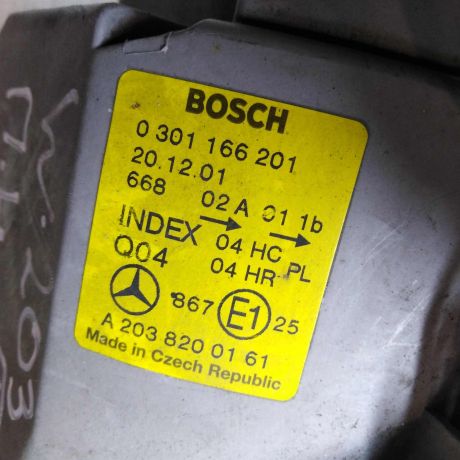 BOSCH
0 301 166 201
20.12.01
668 02 A 01 1b
INDEX 04 HC PL
Q04 04 HR
867 E1 25
A 203 820 01 61
Made in Czech Republic
W. 203